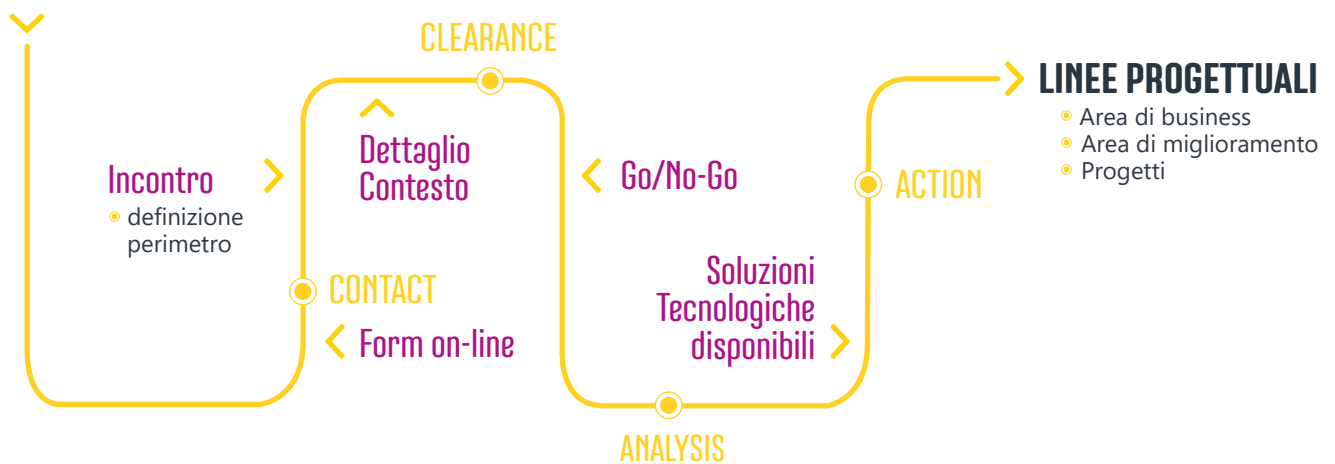 CLEARANCE
LINEE PROGETTUALI
Area di business
Area di miglioramento
Progetti
Dettaglio
Contesto
Incontro
definizione
perimetro
Go/No-Go
ACTION
CONTACT
Form on-line
Soluzioni
Tecnologiche
disponibili
ANALYSIS